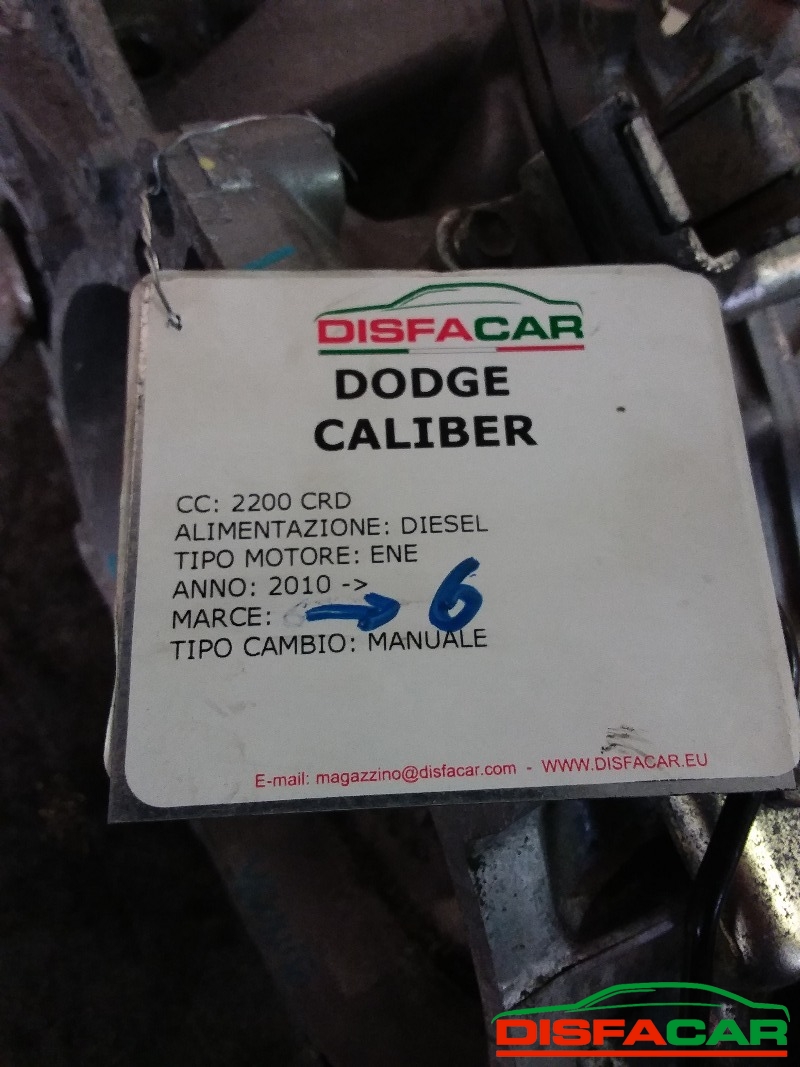 DISFACAR
DODGE
CALIBER
CC: 2200 CRD
ALIMENTAZIONE: DIESEL
TIPO MOTORE: ENE
ANNO: 2010 ->
MARCE: → 6
TIPO CAMBIO: MANUALE
E-mail: magazzino@disfacar.com - WWW.DISFACAR.EU
DISFACAR